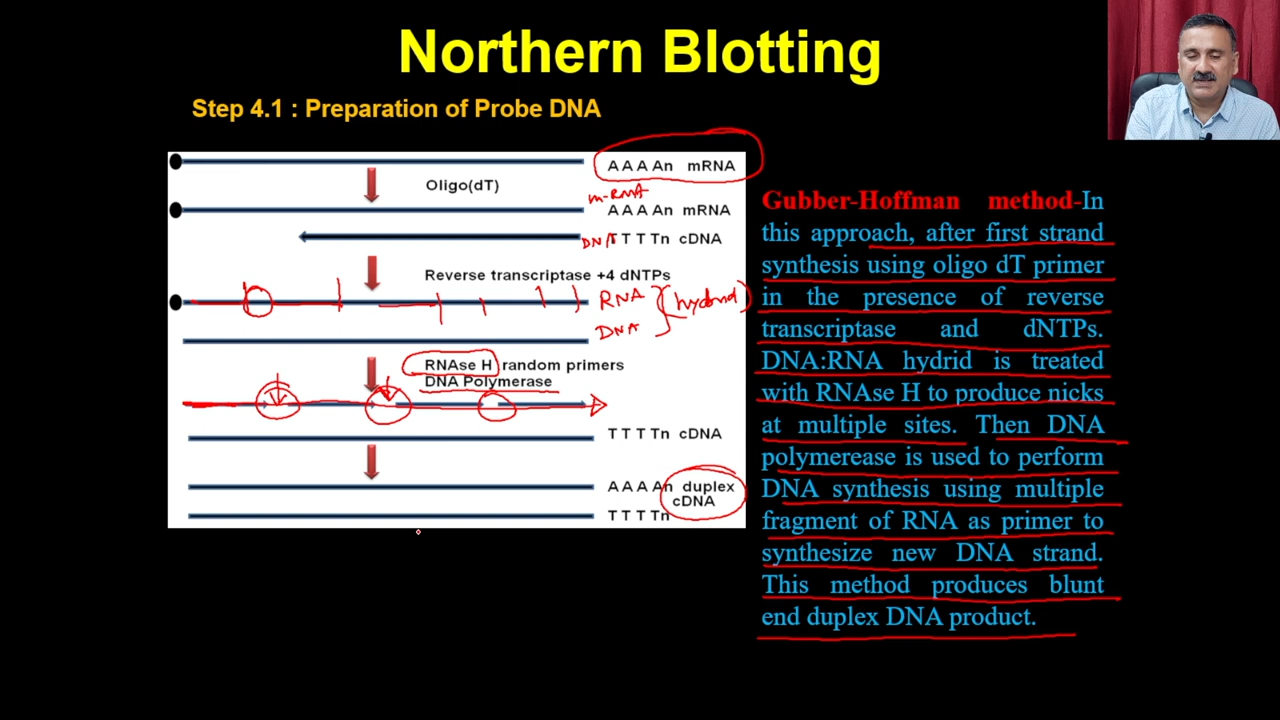 Northern Blotting
Step 4.1 : Preparation of Probe DNA
A A A An mRNA
Oligo(dT)
m-RNA
A A A An mRNA
DNA
T T T Tn cDNA
Reverse transcriptase +4 dNTPs
RNA
hybrid
DNA
RNAse H random primers
DNA Polymerase
T T T Tn cDNA
A A A An duplex
cDNA
T T T Tn
Gubber-Hoffman method-In
this approach, after first strand
synthesis using oligo dT primer
in the presence of reverse
transcriptase and dNTPs.
DNA:RNA hydrid is treated
with RNAse H to produce nicks
at multiple sites. Then DNA
polymerease is used to perform
DNA synthesis using multiple
fragment of RNA as primer to
synthesize new DNA strand.
This method produces blunt
end duplex DNA product.